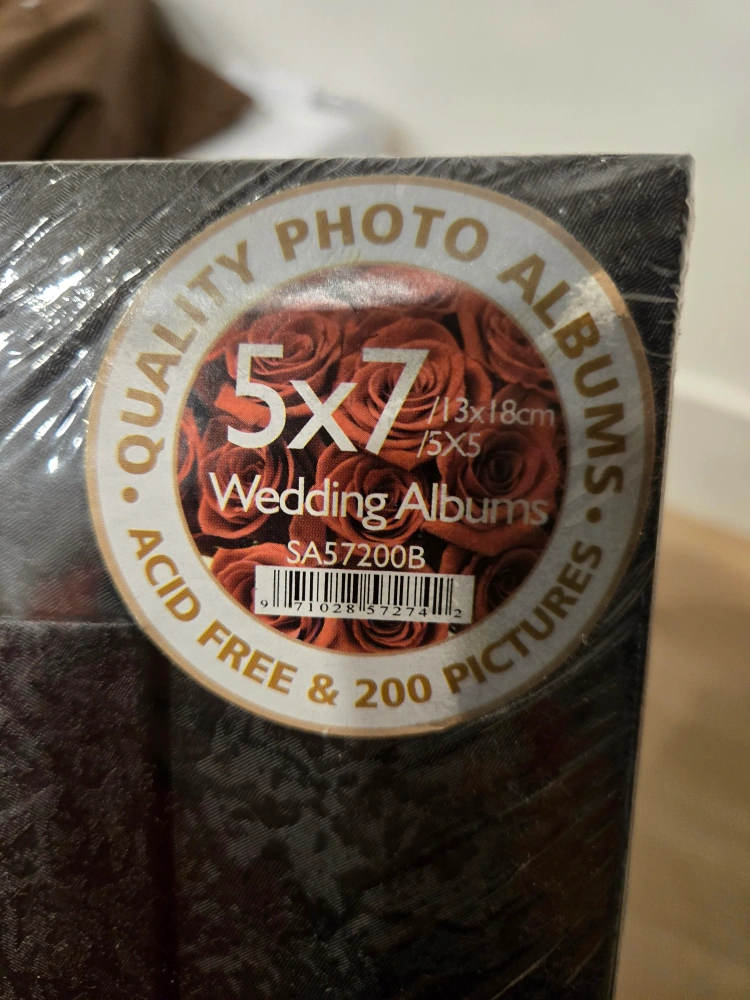 • QUALITY PHOTO ALBUMS •
5x7 /13x18cm
/5X5
Wedding Albums
SA57200B
9 71028 57274 2
ACID FREE & 200 PICTURES